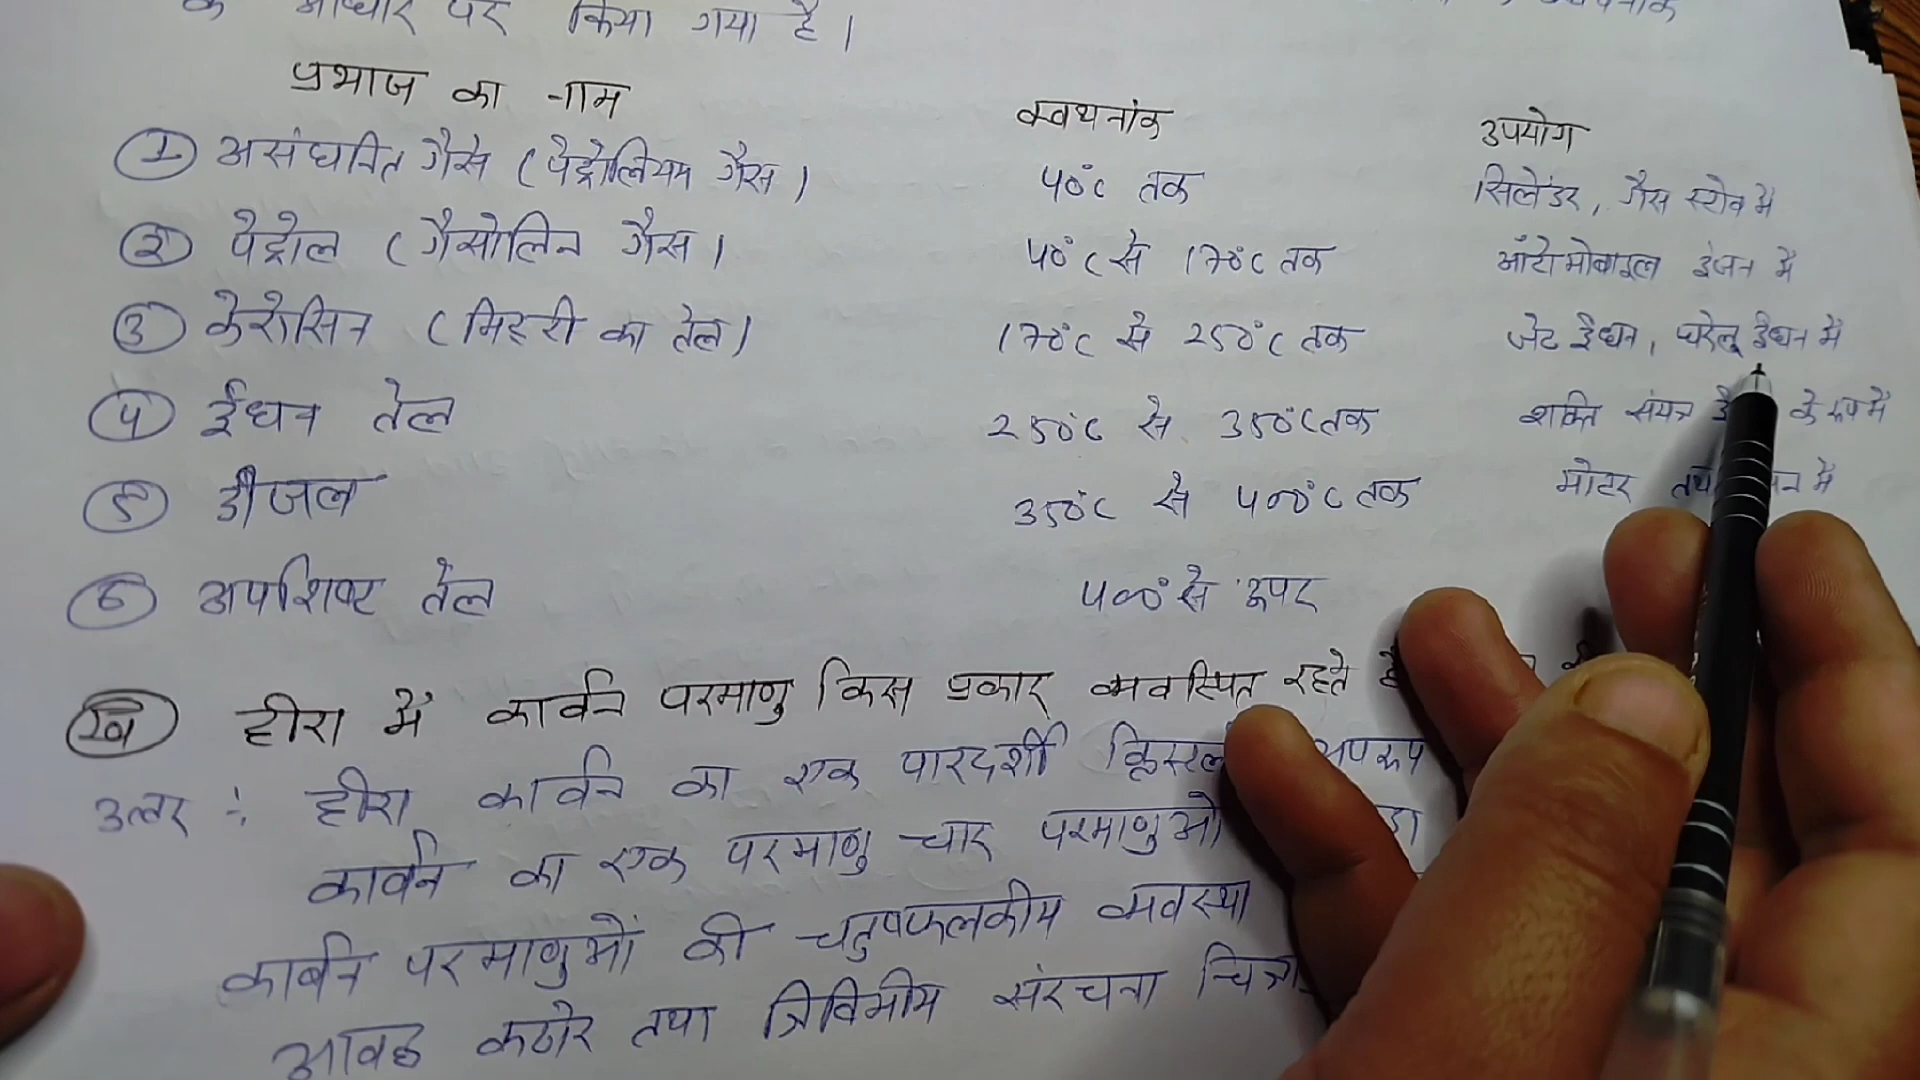 के आधार पर किया गया है।
प्रभाज का नाम क्वथनांक उपयोग
① असंघनित गैसे (पेट्रोलियम गैस) 40°C तक सिलेंडर, गैस स्टोव में
② पेट्रोल (गैसोलिन गैस) 40°C से 170°C तक ऑटोमोबाइल इंजन में
③ केरोसिन (मिट्टी का तेल) 170°C से 250°C तक जेट ईंधन, घरेलू ईंधन में
④ ईंधन तेल 250°C से 350°C तक शक्ति संयत्र के रूप में
⑤ डीजल 350°C से 400°C तक मोटर में
⑥ अपशिष्ट तेल 400° से ऊपर
ख हीरा में कार्बन परमाणु किस प्रकार व्यवस्थित रहते
उत्तर :- हीरा कार्बन का एक पारदर्शी अपरूप
कार्बन का एक परमाणु चार परमाणुओ
कार्बन परमाणुओं की चतुष्फलकीय व्यवस्था
कठोर तथा त्रिविमीय संरचना